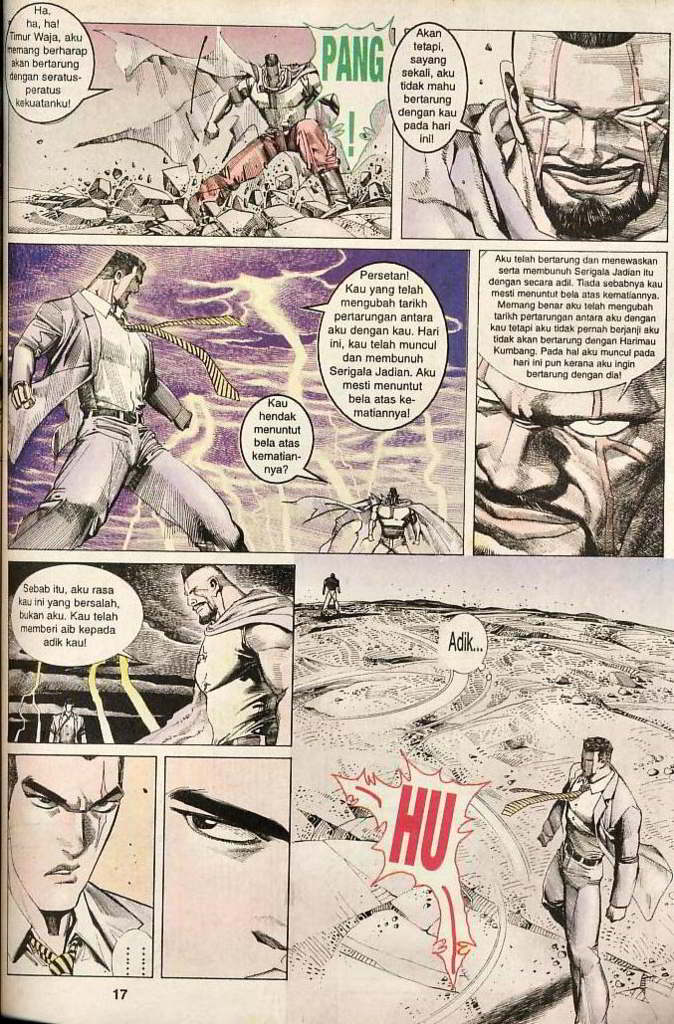 Ha,
ha, ha!
Timur Waja, aku
memang berharap
akan bertarung
dengan seratus-
peratus
kekuatanku!
PANG
!
Akan
tetapi,
sayang
sekali, aku
tidak mahu
bertarung
dengan kau
pada hari
ini!
Persetan!
Kau yang telah
mengubah tarikh
pertarungan antara
aku dengan kau. Hari
ini, kau telah muncul
dan membunuh
Serigala Jadian. Aku
mesti menuntut
bela atas ke-
matiannya!
Kau
hendak
menuntut
bela atas
kematian-
nya?
Aku telah bertarung dan menewaskan
serta membunuh Serigala Jadian itu
dengan secara adil. Tiada sebabnya kau
mesti menuntut bela atas kematiannya.
Memang benar aku telah mengubah
tarikh pertarungan antara aku dengan
kau tetapi aku tidak pernah berjanji aku
tidak akan bertarung dengan Harimau
Kumbang. Pada hal aku muncul pada
hari ini pun kerana aku ingin
bertarung dengan dia!
Sebab itu, aku rasa
kau ini yang bersalah,
bukan aku. Kau telah
memberi aib kepada
adik kau!
Adik...
HU
17